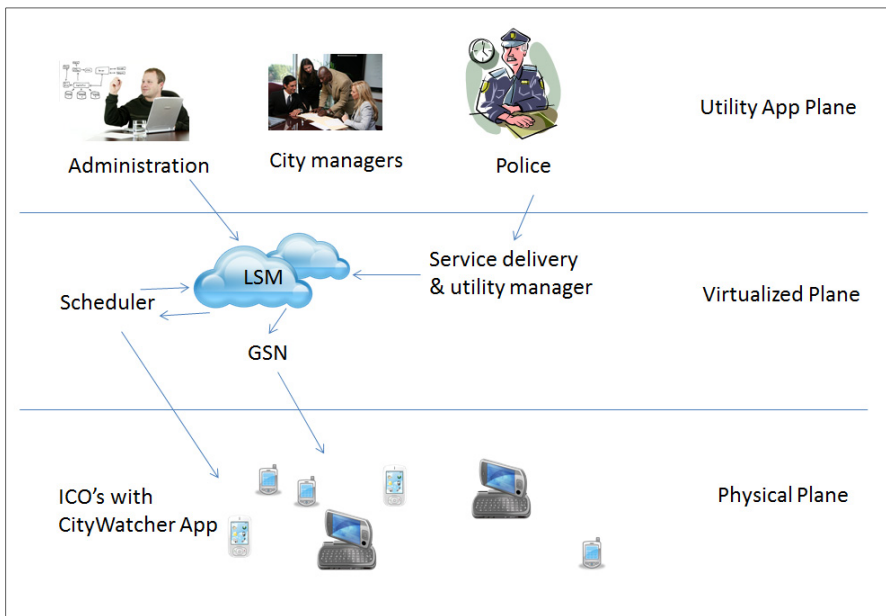 Utility App Plane
Administration
City managers
Police
LSM
Service delivery
& utility manager
Scheduler
Virtualized Plane
GSN
ICO's with
CityWatcher App
Physical Plane